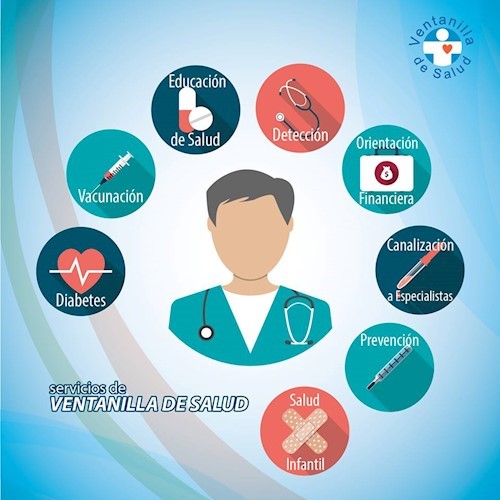 Ventanilla
de Salud
Educación
de Salud
Detección
Orientación
Financiera
Vacunación
Canalización
a Especialistas
Diabetes
Prevención
servicios de
VENTANILLA DE SALUD
Salud
Infantil